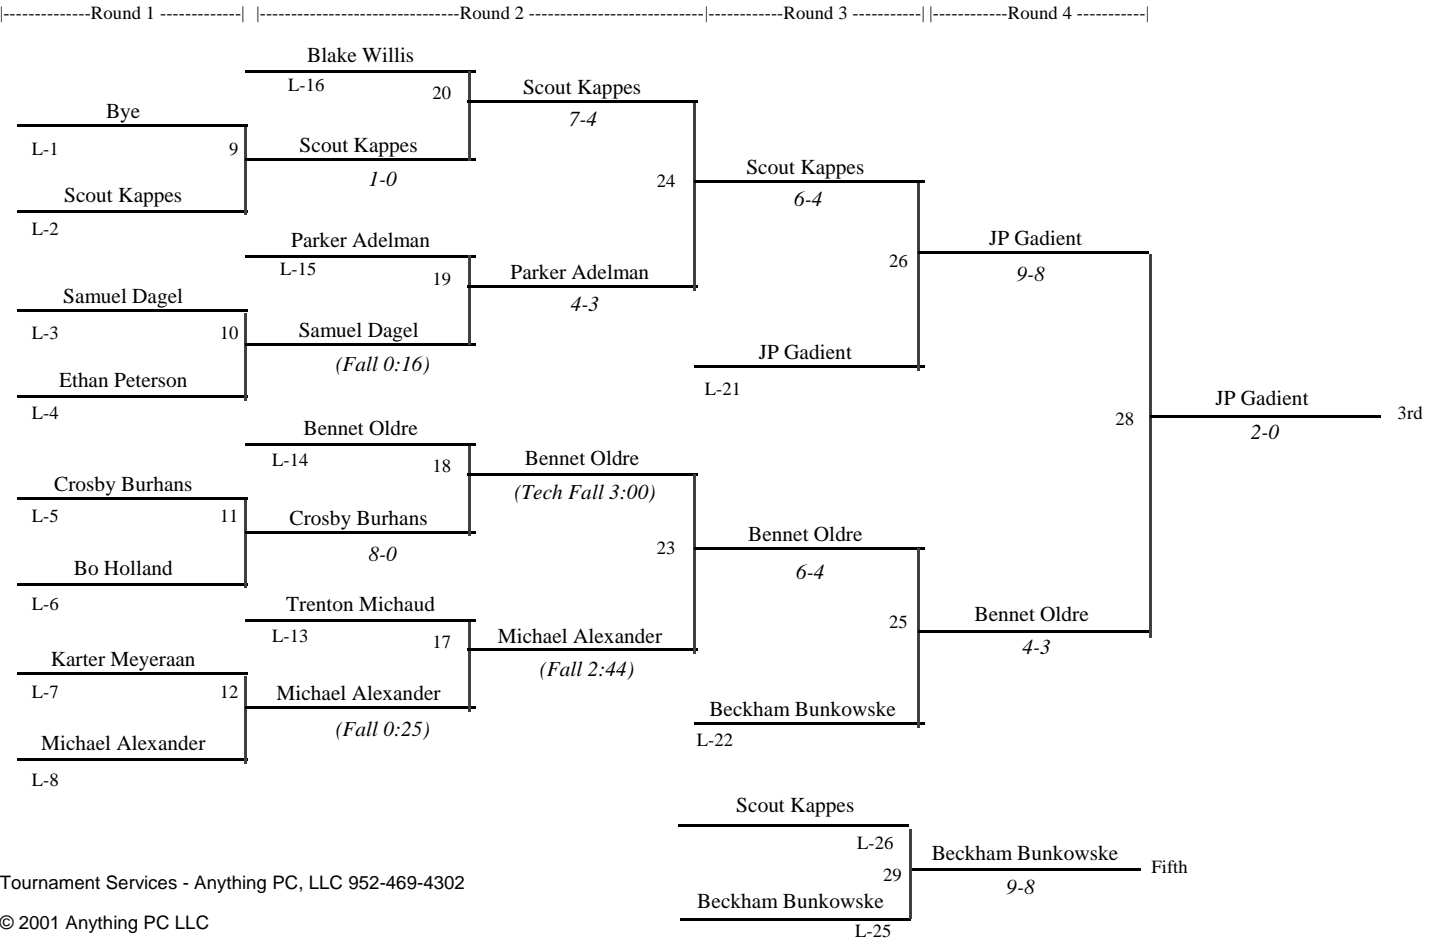 |--------------Round 1 -------------| |--------------------------------Round 2 ----------------------------|------------Round 3 -----------| |------------Round 4 -----------|
Blake Willis
L-16
20
Scout Kappes
7-4
Bye
L-1
9
Scout Kappes
1-0
Scout Kappes
L-2
24
Scout Kappes
6-4
Parker Adelman
L-15
19
Parker Adelman
4-3
Samuel Dagel
L-3
10
Samuel Dagel
(Fall 0:16)
Ethan Peterson
L-4
26
JP Gadient
9-8
JP Gadient
L-21
28
JP Gadient
3rd
2-0
Bennet Oldre
L-14
18
Bennet Oldre
(Tech Fall 3:00)
Crosby Burhans
L-5
11
Crosby Burhans
8-0
Bo Holland
L-6
23
Bennet Oldre
6-4
Trenton Michaud
L-13
17
Michael Alexander
(Fall 2:44)
25
Bennet Oldre
4-3
Karter Meyeraan
L-7
12
Michael Alexander
(Fall 0:25)
Michael Alexander
L-8
Beckham Bunkowske
L-22
Scout Kappes
L-26
29
Beckham Bunkowske
Fifth
9-8
Beckham Bunkowske
L-25
Tournament Services - Anything PC, LLC 952-469-4302
© 2001 Anything PC LLC